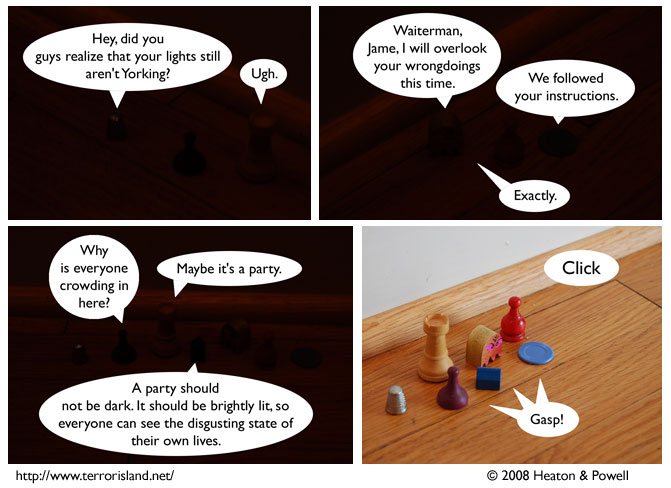 Hey, did you
guys realize that your lights still
aren't Yorking?
Ugh.
Waiterman,
Jame, I will overlook
your wrongdoings
this time.
We followed
your instructions.
Exactly.
Why
is everyone
crowding in
here?
Maybe it's a party.
A party should
not be dark. It should be brightly lit, so
everyone can see the disgusting state of
their own lives.
Click
Gasp!
http://www.terrorisland.net/
© 2008 Heaton & Powell